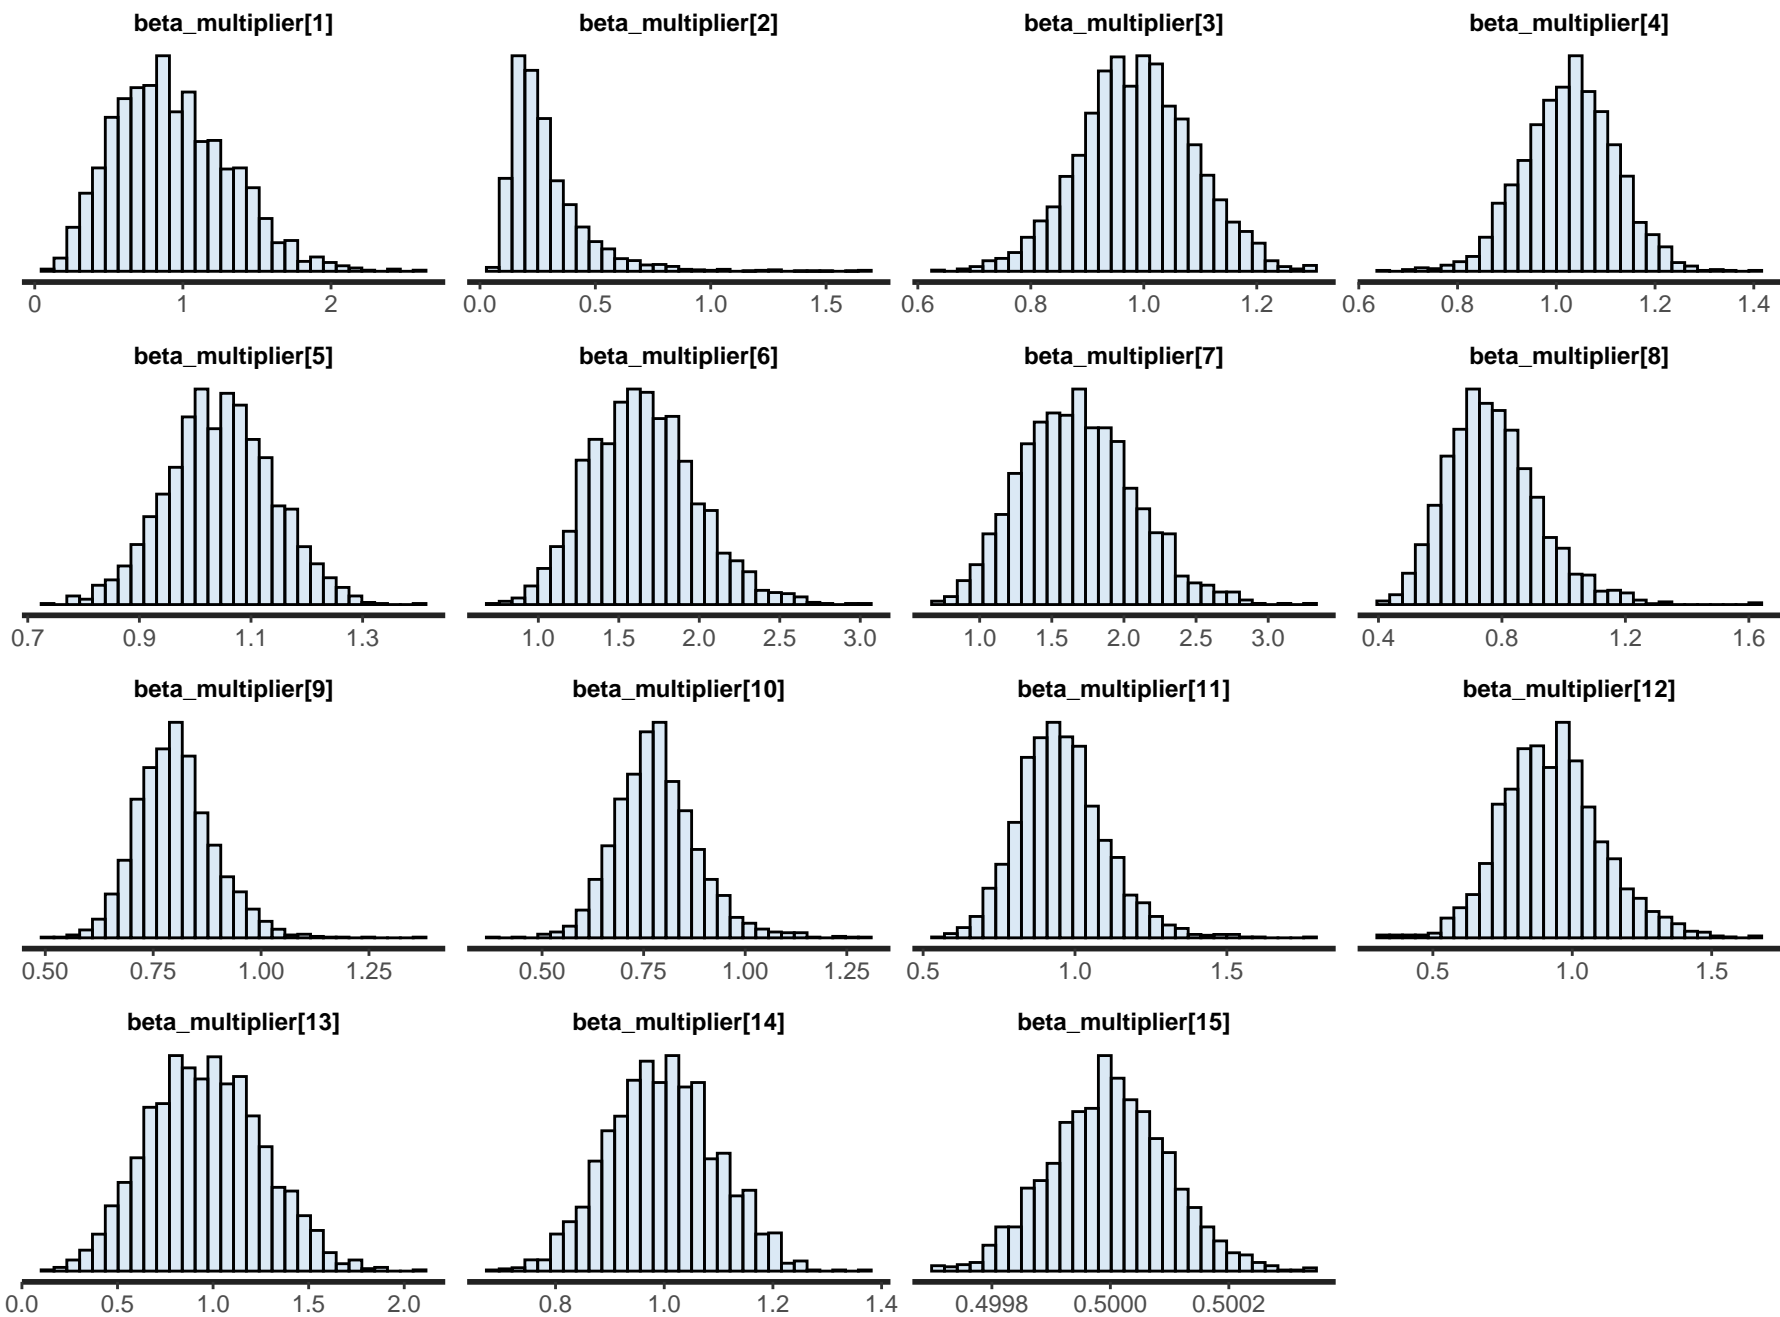 beta_multiplier[1] beta_multiplier[2] beta_multiplier[3] beta_multiplier[4]
0 1 2 0.0 0.5 1.0 1.5 0.6 0.8 1.0 1.2 0.6 0.8 1.0 1.2 1.4
beta_multiplier[5] beta_multiplier[6] beta_multiplier[7] beta_multiplier[8]
0.7 0.9 1.1 1.3 1.0 1.5 2.0 2.5 3.0 1.0 1.5 2.0 2.5 3.0 0.4 0.8 1.2 1.6
beta_multiplier[9] beta_multiplier[10] beta_multiplier[11] beta_multiplier[12]
0.50 0.75 1.00 1.25 0.50 0.75 1.00 1.25 0.5 1.0 1.5 0.5 1.0 1.5
beta_multiplier[13] beta_multiplier[14] beta_multiplier[15]
0.0 0.5 1.0 1.5 2.0 0.8 1.0 1.2 1.4 0.4998 0.5000 0.5002